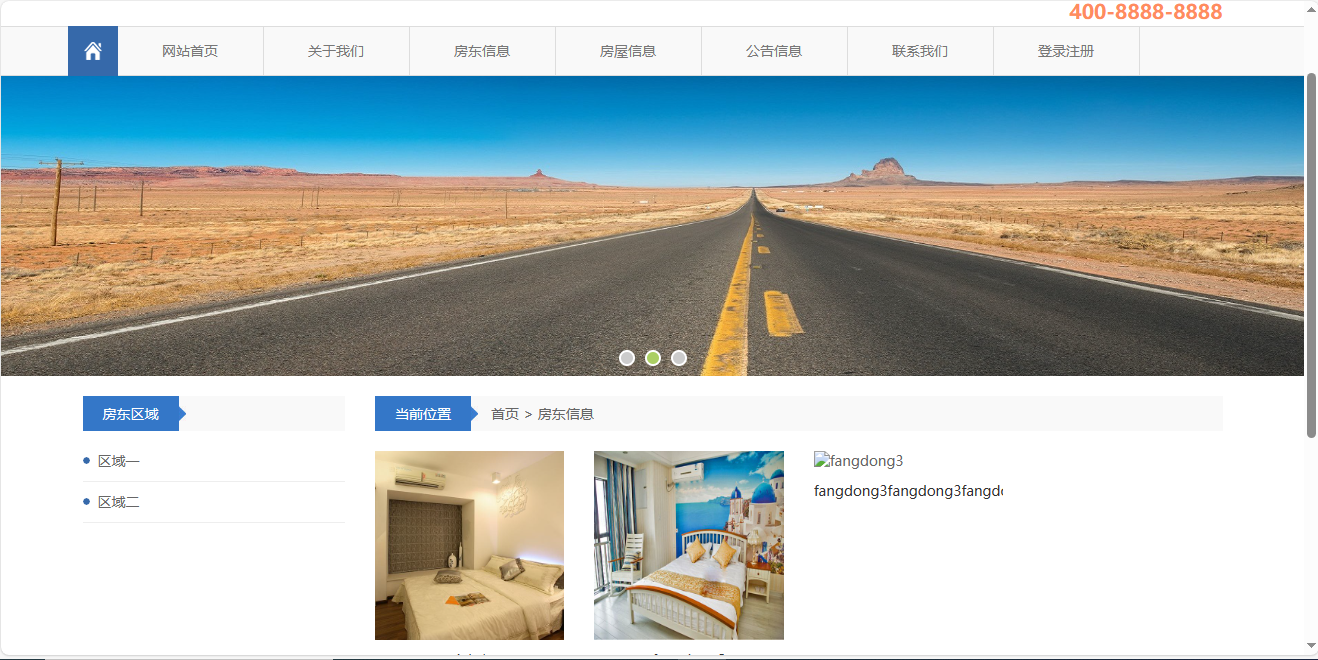 400-8888-8888
网站首页 关于我们 房东信息 房屋信息 公告信息 联系我们 登录注册
房东区域
区域一
区域二
当前位置 首页 > 房东信息
fangdong3
fangdong3fangdong3fangdo